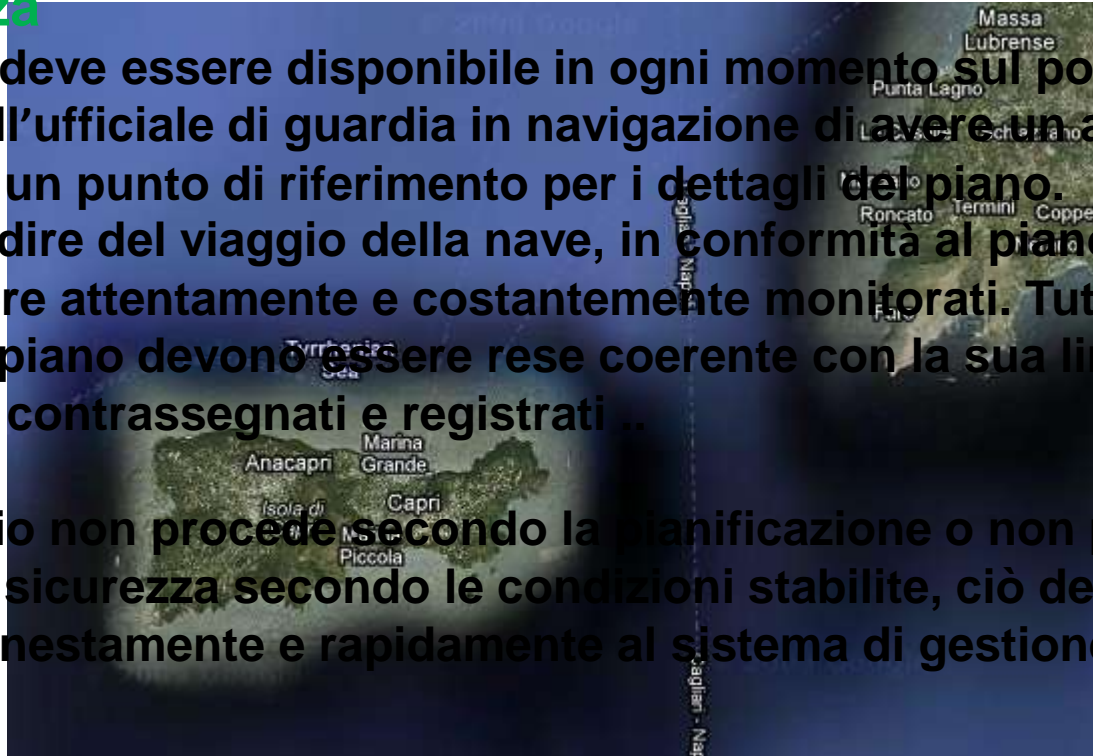 za
deve essere disponibile in ogni momento sul po
ll'ufficiale di guardia in navigazione di avere un a
un punto di riferimento per i dettagli del piano.
dire del viaggio della nave, in conformità al piano
re attentamente e costantemente monitorati. Tut
piano devono essere rese coerente con la sua li
contrassegnati e registrati ..
io non procede secondo la pianificazione o non
sicurezza secondo le condizioni stabilite, ciò de
nestamente e rapidamente al sistema di gestione
Massa
Lubrense
Punta Lagno
Roncato
Termini
Coppe
Faro
Tyrrhenian
Sea
Marina
Grande
Anacapri
Capri
Isola di
Piccola
Caglian - Nap